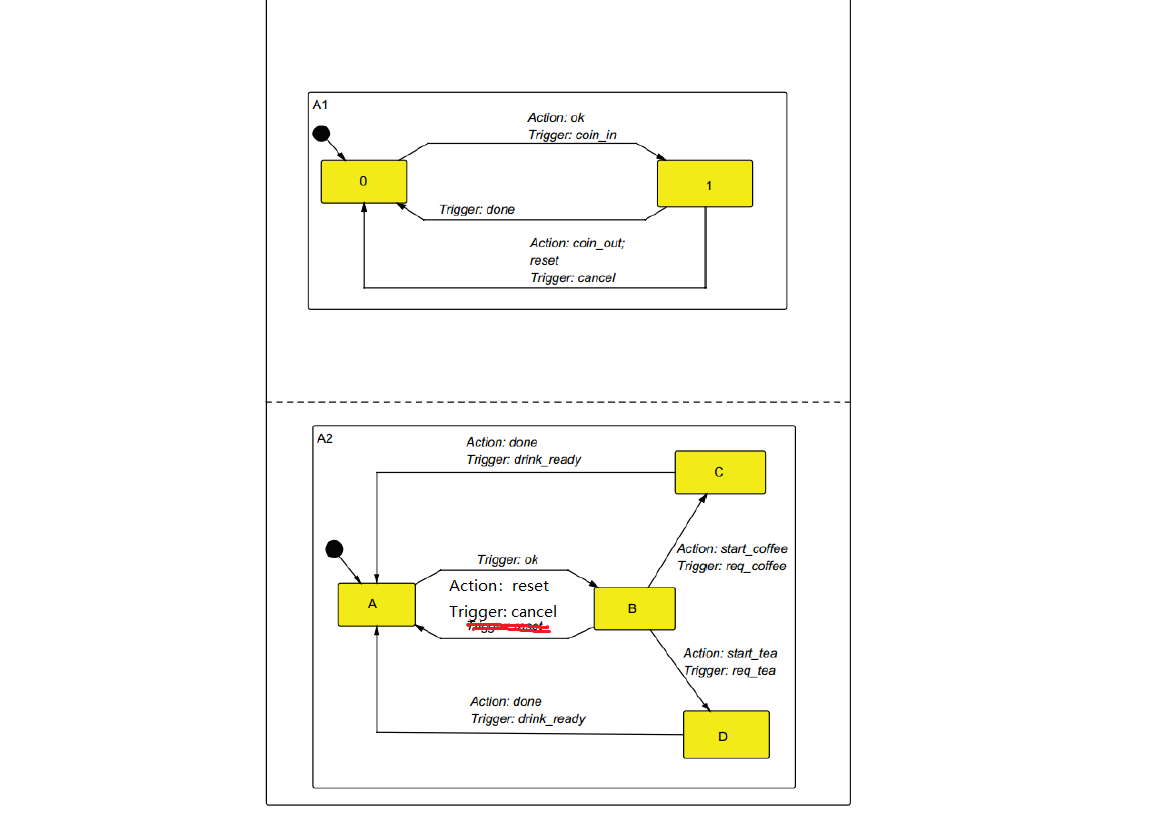 A1
Action: ok
Trigger: coin_in
0
1
Trigger: done
Action: coin_out;
reset
Trigger: cancel
A2
Action: done
Trigger: drink_ready
C
Trigger: ok
Action: start_coffee
Trigger: req_coffee
Action: reset
Trigger: cancel
Trigger: reset
A
B
Action: start_tea
Trigger: req_tea
Action: done
Trigger: drink_ready
D